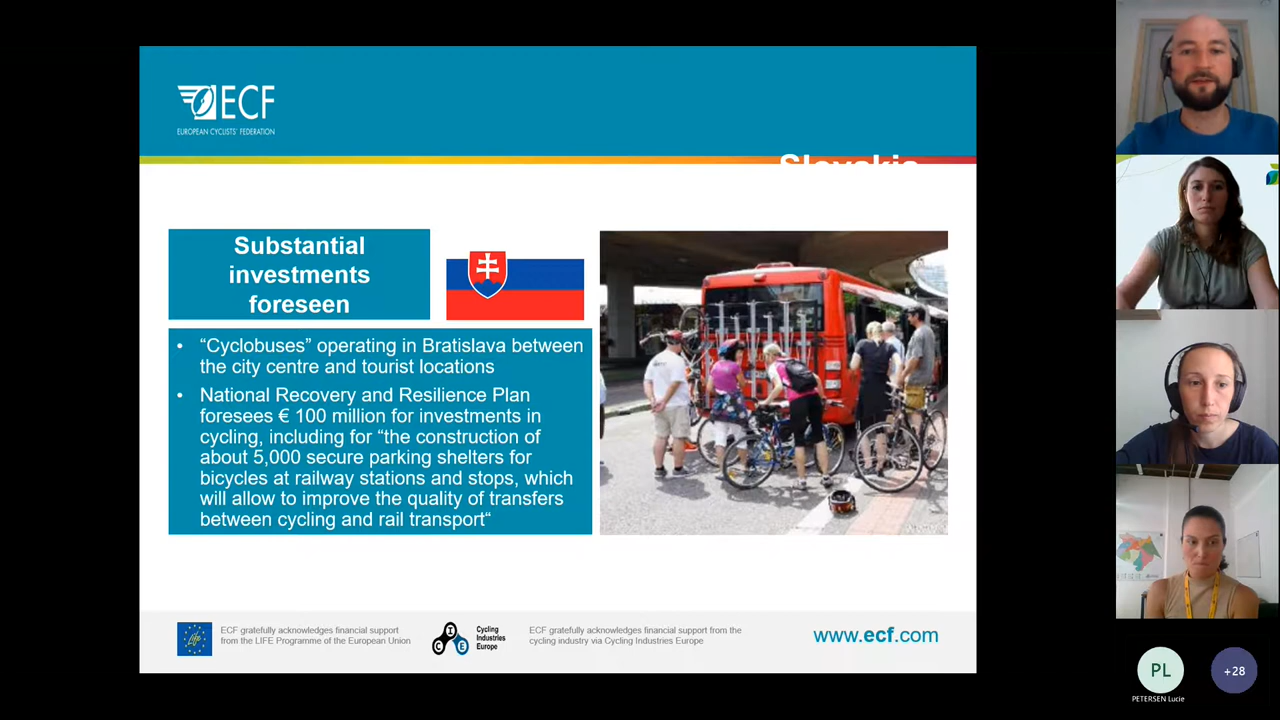 ECF
EUROPEAN CYCLISTS' FEDERATION
Slovakia
Substantial
investments
foreseen
• “Cyclobuses” operating in Bratislava between
the city centre and tourist locations
• National Recovery and Resilience Plan
foresees € 100 million for investments in
cycling, including for “the construction of
about 5,000 secure parking shelters for
bicycles at railway stations and stops, which
will allow to improve the quality of transfers
between cycling and rail transport“
Life
ECF gratefully acknowledges financial support
from the LIFE Programme of the European Union
C I E
Cycling
Industries
Europe
ECF gratefully acknowledges financial support from the
cycling industry via Cycling Industries Europe
www.ecf.com
PL
PETERSEN Lucie
+28